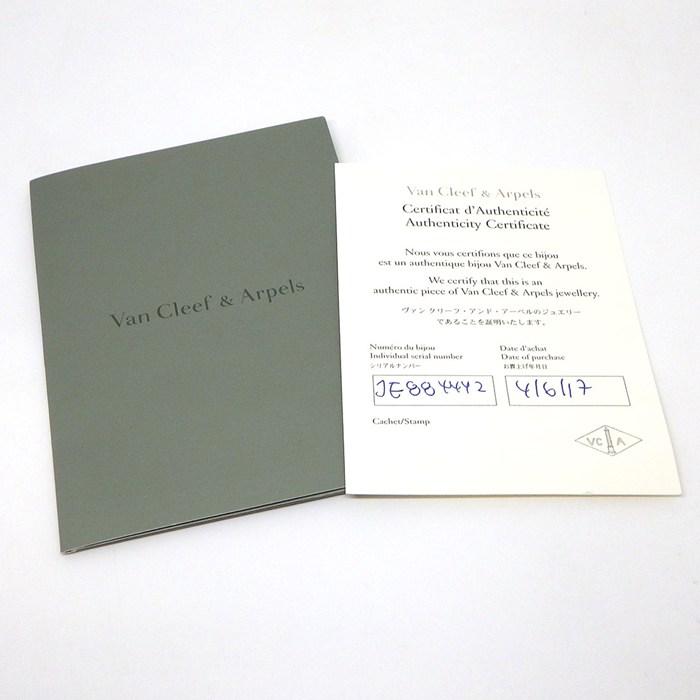 Van Cleef & Arpels
Van Cleef & Arpels
Certificat d'Authenticité
Authenticity Certificate
Nous vous certifions que ce bijou
est un authentique bijou Van Cleef & Arpels.
We certify that this is an
authentic piece of Van Cleef & Arpels jewellery.
ヴァン クリーフ・アンド・アーペルのジュエリー
であることを証明いたします。
Numéro du bijou
Individual serial number
シリアルナンバー
JE884442
Date d'achat
Date of purchase
お買上げ年月日
4/6/17
Cachet/Stamp
VC A